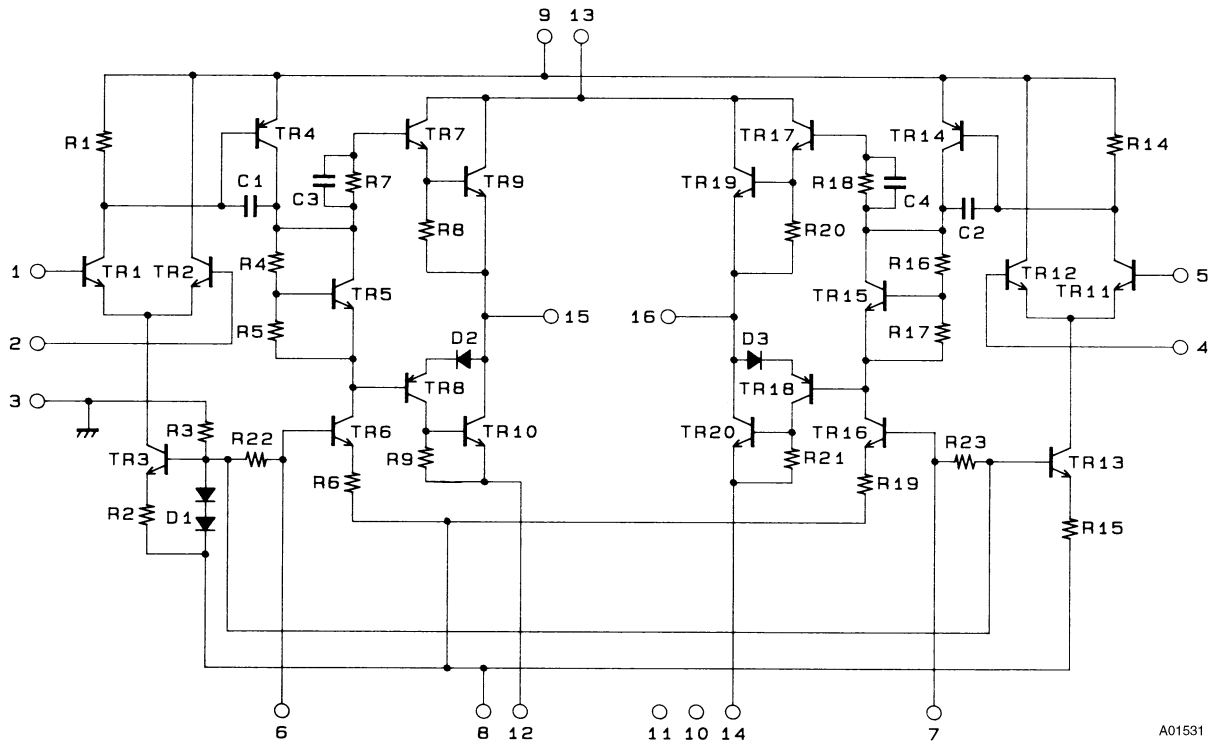 9 13
R1
TR4
TR7
TR17
TR14
R14
C1
C3
R7
TR9
TR19
R18
C4
C2
R8
R20
1
TR1
TR2
R4
TR5
TR15
R16
TR12
TR11
5
2
R5
15
16
R17
4
D2
D3
TR8
TR18
3
R3
R22
TR6
TR10
TR20
TR16
R23
TR3
R9
R21
TR13
R6
R19
R2
D1
R15
6
8
12
11
10
14
7
A01531